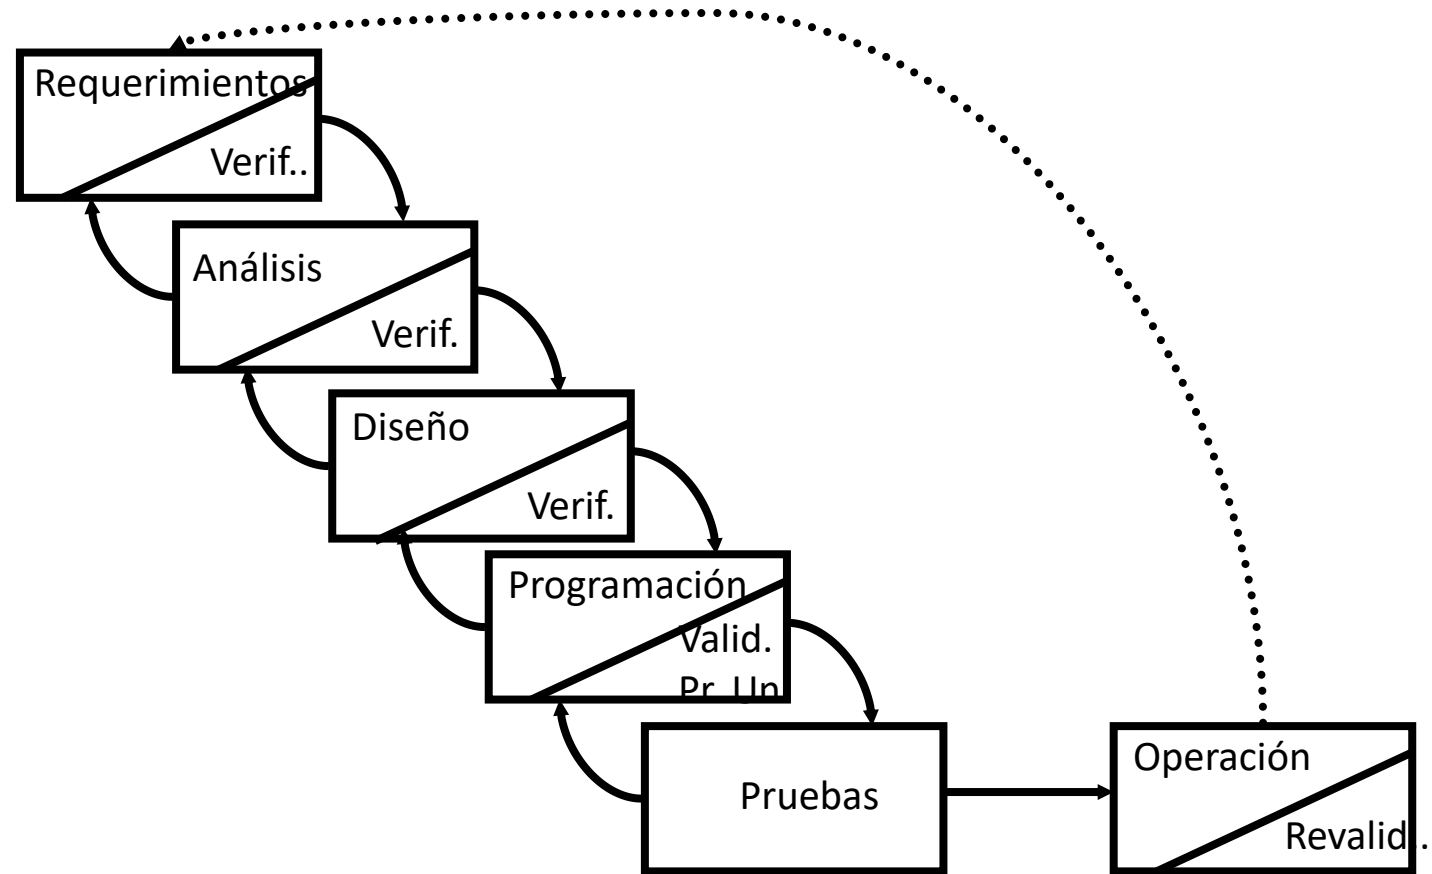 Requerimientos
Verif..
Análisis
Verif.
Diseño
Verif.
Programación
Valid.
Pr. Un
Pruebas
Operación
Revalid..